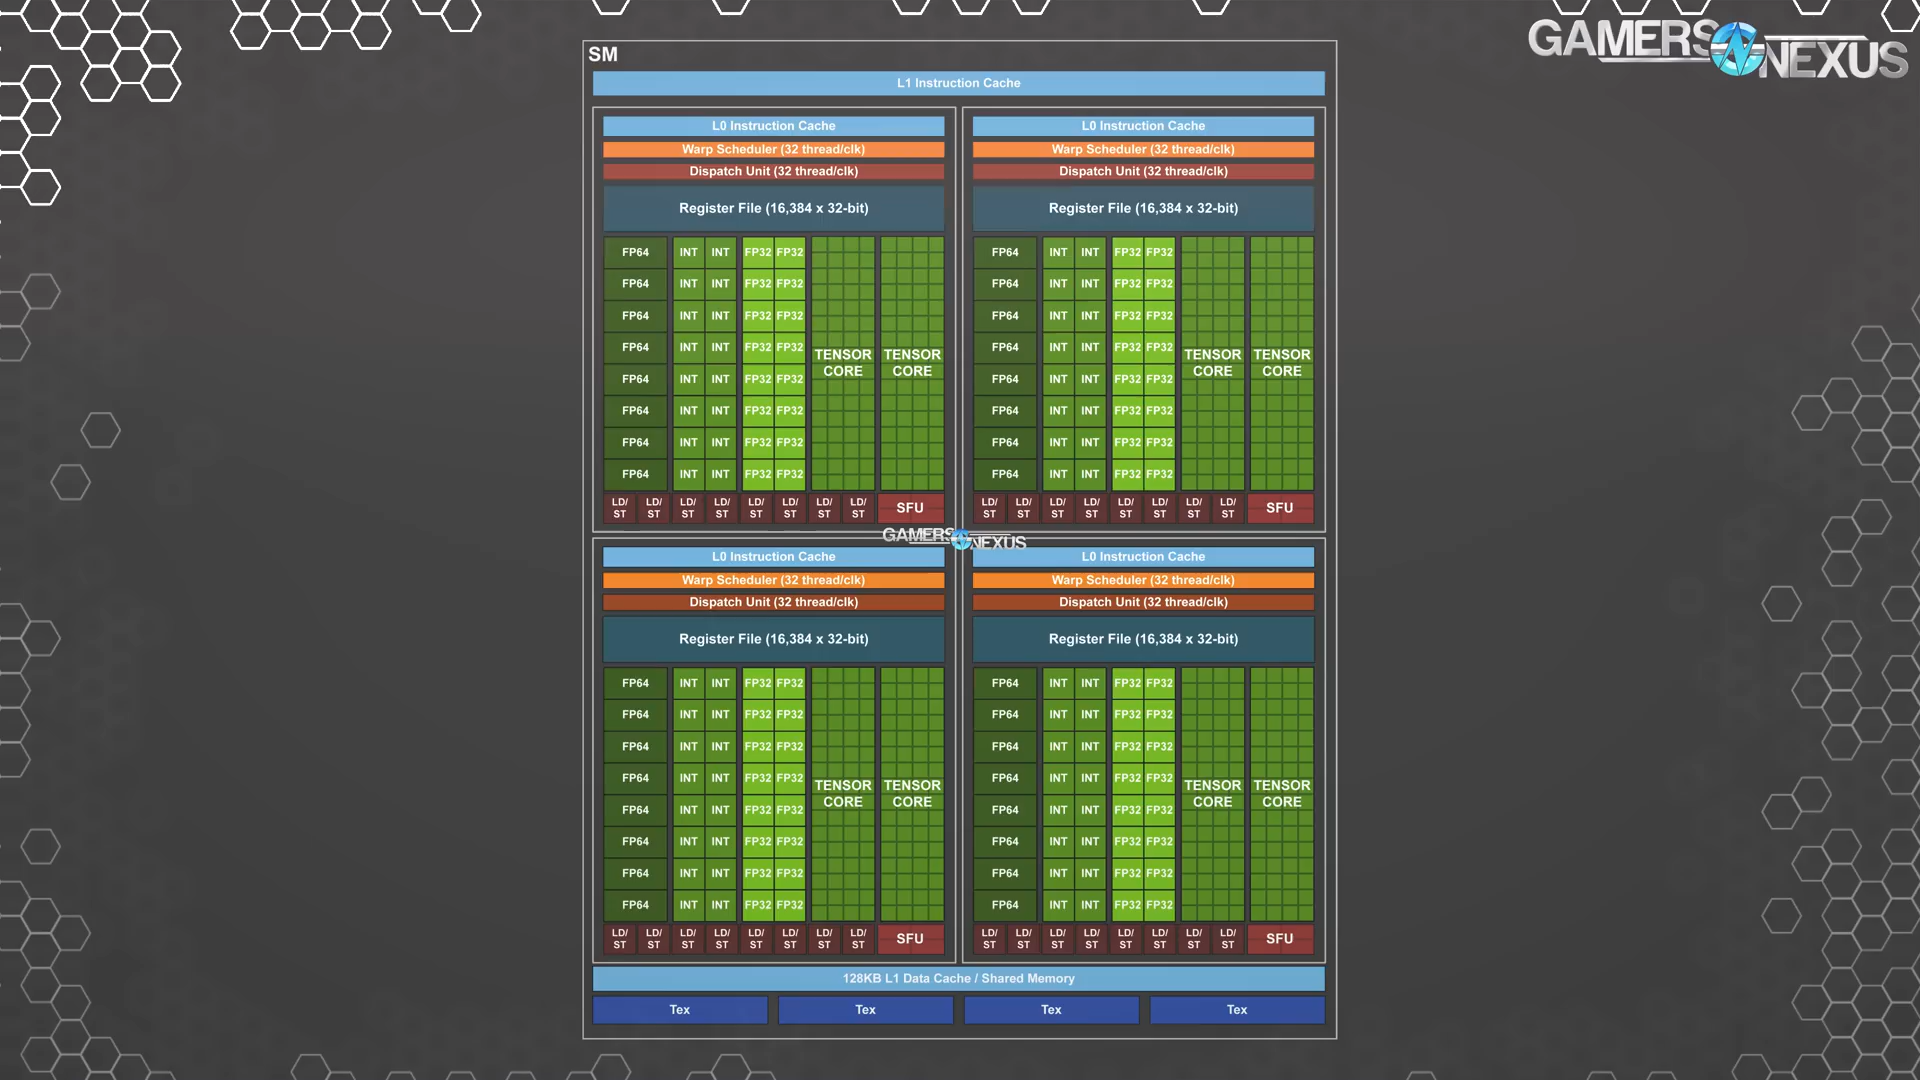 GAMERS NEXUS
SM
L1 Instruction Cache
L0 Instruction Cache
Warp Scheduler (32 thread/clk)
Dispatch Unit (32 thread/clk)
Register File (16,384 x 32-bit)
FP64 INT INT FP32 FP32
FP64 INT INT FP32 FP32
FP64 INT INT FP32 FP32
FP64 INT INT FP32 FP32
FP64 INT INT FP32 FP32
FP64 INT INT FP32 FP32
FP64 INT INT FP32 FP32
FP64 INT INT FP32 FP32
TENSOR CORE TENSOR CORE
LD/ST LD/ST LD/ST LD/ST LD/ST LD/ST LD/ST LD/ST SFU
L0 Instruction Cache
Warp Scheduler (32 thread/clk)
Dispatch Unit (32 thread/clk)
Register File (16,384 x 32-bit)
FP64 INT INT FP32 FP32
FP64 INT INT FP32 FP32
FP64 INT INT FP32 FP32
FP64 INT INT FP32 FP32
FP64 INT INT FP32 FP32
FP64 INT INT FP32 FP32
FP64 INT INT FP32 FP32
FP64 INT INT FP32 FP32
TENSOR CORE TENSOR CORE
LD/ST LD/ST LD/ST LD/ST LD/ST LD/ST LD/ST LD/ST SFU
GAMERS NEXUS
L0 Instruction Cache
Warp Scheduler (32 thread/clk)
Dispatch Unit (32 thread/clk)
Register File (16,384 x 32-bit)
FP64 INT INT FP32 FP32
FP64 INT INT FP32 FP32
FP64 INT INT FP32 FP32
FP64 INT INT FP32 FP32
FP64 INT INT FP32 FP32
FP64 INT INT FP32 FP32
FP64 INT INT FP32 FP32
FP64 INT INT FP32 FP32
TENSOR CORE TENSOR CORE
LD/ST LD/ST LD/ST LD/ST LD/ST LD/ST LD/ST LD/ST SFU
L0 Instruction Cache
Warp Scheduler (32 thread/clk)
Dispatch Unit (32 thread/clk)
Register File (16,384 x 32-bit)
FP64 INT INT FP32 FP32
FP64 INT INT FP32 FP32
FP64 INT INT FP32 FP32
FP64 INT INT FP32 FP32
FP64 INT INT FP32 FP32
FP64 INT INT FP32 FP32
FP64 INT INT FP32 FP32
FP64 INT INT FP32 FP32
TENSOR CORE TENSOR CORE
LD/ST LD/ST LD/ST LD/ST LD/ST LD/ST LD/ST LD/ST SFU
128KB L1 Data Cache / Shared Memory
Tex Tex Tex Tex